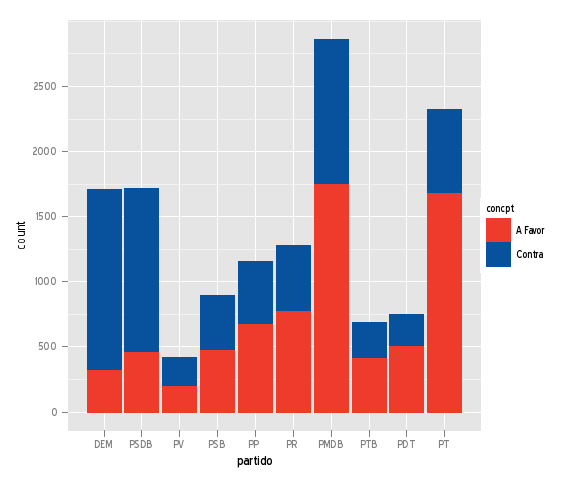 2500
2000
1500
1000
500
0
count
DEM PSDB PV PSB PP PR PMDB PTB PDT PT
partido
concpt
A Favor
Contra